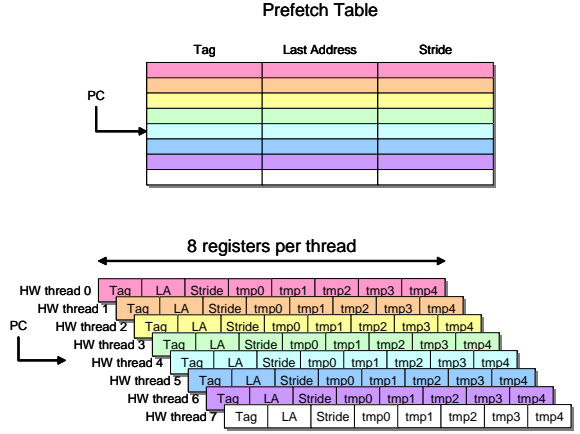 Prefetch Table
Tag Last Address Stride
PC
8 registers per thread
HW thread 0 Tag LA Stride tmp0 tmp1 tmp2 tmp3 tmp4
HW thread 1 Tag LA Stride tmp0 tmp1 tmp2 tmp3 tmp4
HW thread 2 Tag LA Stride tmp0 tmp1 tmp2 tmp3 tmp4
PC
HW thread 3 Tag LA Stride tmp0 tmp1 tmp2 tmp3 tmp4
HW thread 4 Tag LA Stride tmp0 tmp1 tmp2 tmp3 tmp4
HW thread 5 Tag LA Stride tmp0 tmp1 tmp2 tmp3 tmp4
HW thread 6 Tag LA Stride tmp0 tmp1 tmp2 tmp3 tmp4
HW thread 7 Tag LA Stride tmp0 tmp1 tmp2 tmp3 tmp4